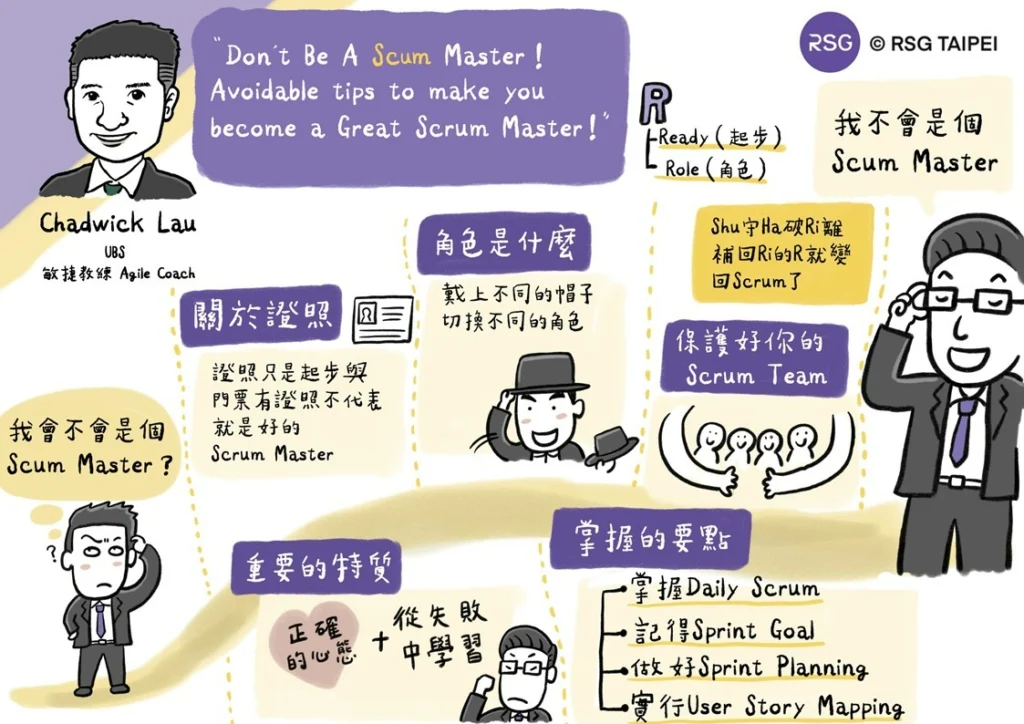 "Don't Be A Scum Master!
Avoidable tips to make you
become a Great Scrum Master!"
RSG © RSG TAIPEI
Chadwick Lau
UBS
敏捷教練 Agile Coach
R
Ready(起步)
Role(角色)
我不會是個
Scum Master
Shu守Ha破Ri離
補回Ri的R就變
回Scrum了
角色是什麼
戴上不同的帽子
切換不同的角色
關於證照
證照只是起步與
門票有證照不代表
就是好的
Scrum Master
保護好你的
Scrum Team
我會不會是個
Scum Master?
?
重要的特質
正確
的心態
+
從失敗
中學習
掌握的要點
掌握Daily Scrum
記得Sprint Goal
做好Sprint Planning
實行User Story Mapping